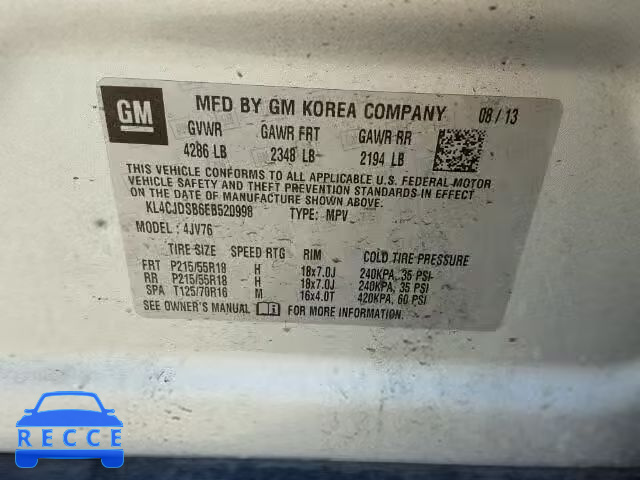 GM
MFD BY GM KOREA COMPANY 08 / 13
GVWR GAWR FRT GAWR RR
4286 LB 2348 LB 2194 LB
THIS VEHICLE CONFORMS TO ALL APPLICABLE U.S. FEDERAL MOTOR
VEHICLE SAFETY AND THEFT PREVENTION STANDARDS IN EFFECT
ON THE DATE OF MANUFACTURE SHOWN ABOVE.
KL4CJDSB6EB520998 TYPE: MPV
MODEL: 4JV76
TIRE SIZE SPEED RTG RIM COLD TIRE PRESSURE
FRT P215/55R18 H 18x7.0J 240KPA, 35 PSI
RR P215/55R18 H 18x7.0J 240KPA, 35 PSI
SPA T125/70R16 M 16x4.0T 420KPA, 60 PSI
SEE OWNER'S MANUAL FOR MORE INFORMATION.
BID RECCE